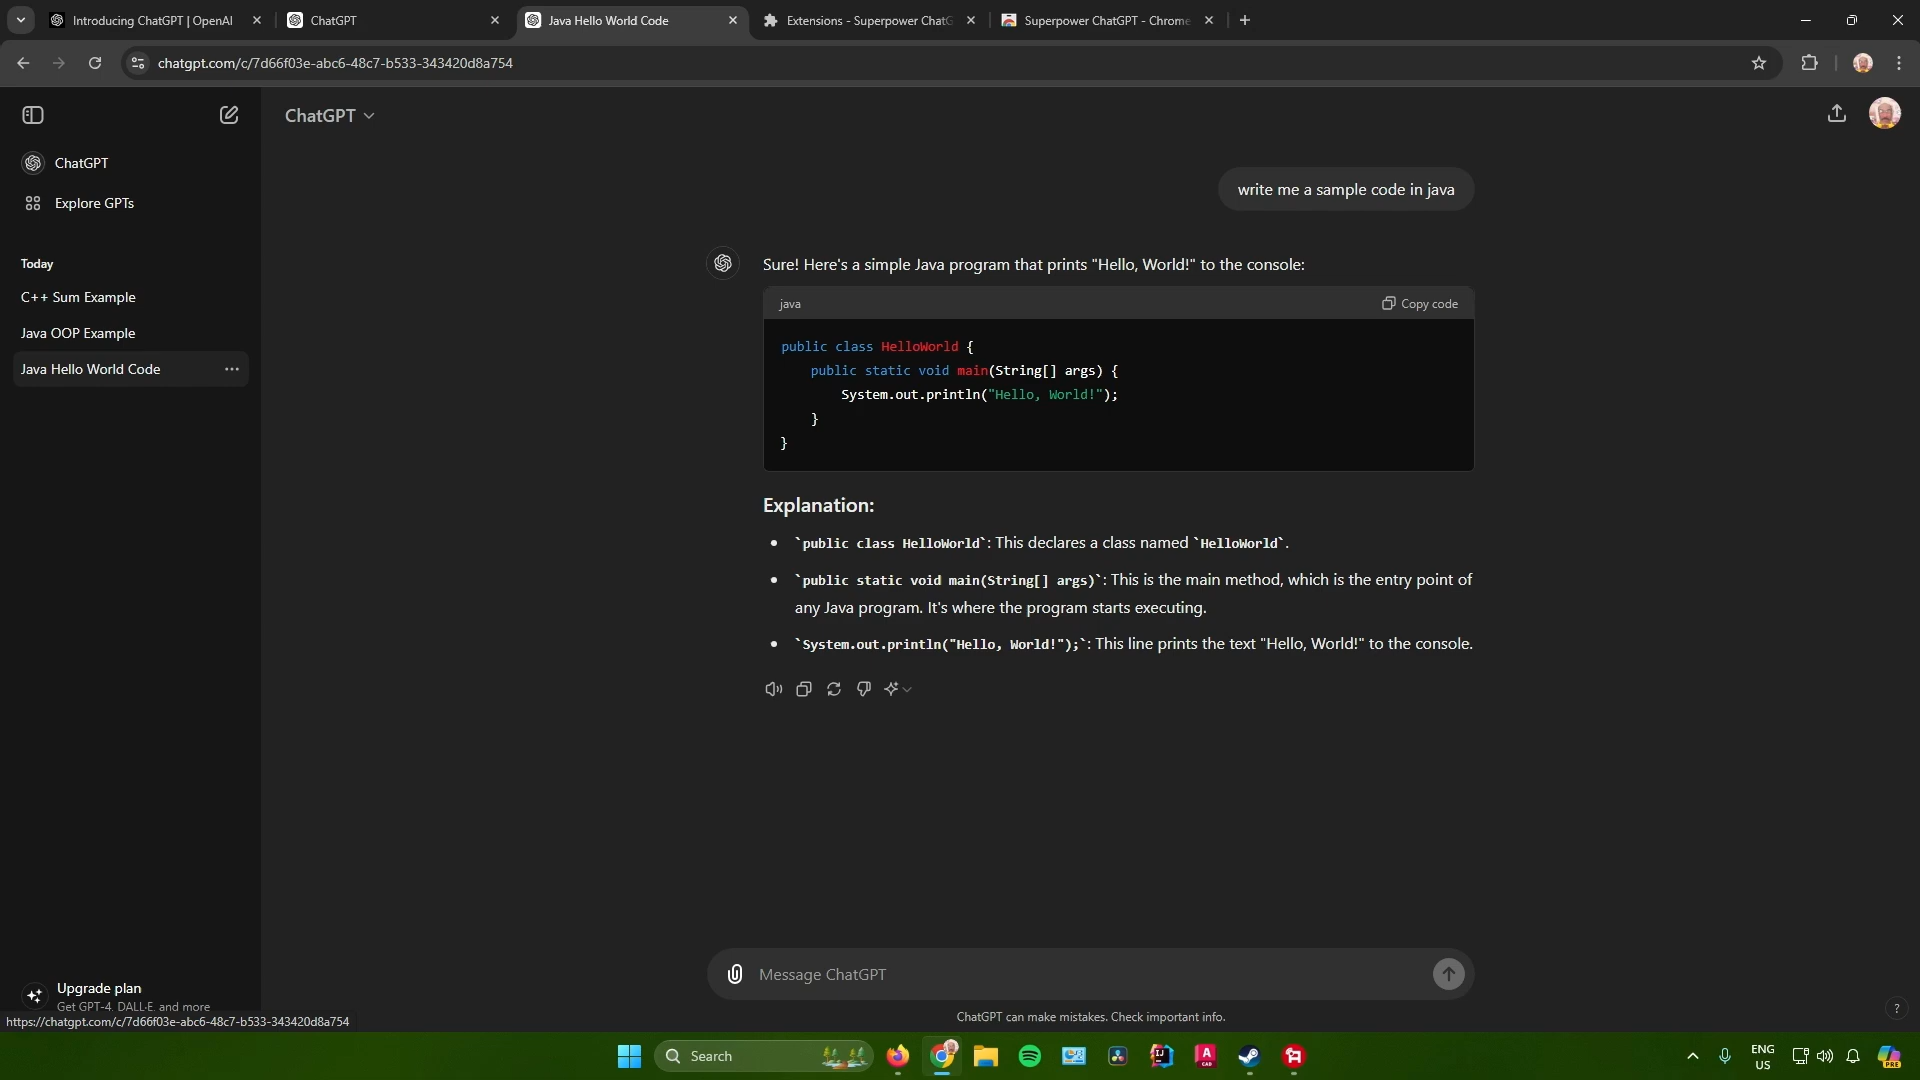 Introducing ChatGPT | OpenAI
ChatGPT
Java Hello World Code
Extensions - Superpower ChatG
Superpower ChatGPT - Chrome
chatgpt.com/c/7d66f03e-abc6-48c7-b533-343420d8a754
ChatGPT
ChatGPT
Explore GPTs
Today
C++ Sum Example
Java OOP Example
Java Hello World Code
write me a sample code in java
Sure! Here's a simple Java program that prints "Hello, World!" to the console:
java
Copy code
public class HelloWorld {
public static void main(String[] args) {
System.out.println("Hello, World!");
}
}
Explanation:
`public class HelloWorld`: This declares a class named `HelloWorld`.
`public static void main(String[] args)`: This is the main method, which is the entry point of
any Java program. It's where the program starts executing.
`System.out.println("Hello, World!");`: This line prints the text "Hello, World!" to the console.
Upgrade plan
Get GPT-4, DALL·E, and more
https://chatgpt.com/c/7d66f03e-abc6-48c7-b533-343420d8a754
Message ChatGPT
ChatGPT can make mistakes. Check important info.
?
Search
ENG
US